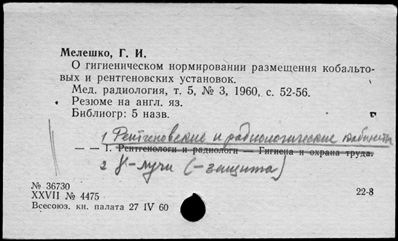 Мелешко, Г. И.
О гигиеническом нормировании размещения кобальто-
вых и рентгеновских установок.
Мед. радиология, т. 5, № 3, 1960, с. 52-56.
Резюме на англ. яз.
Библиогр: 5 назв. г
1 Рентгеновские и радиологические кабинеты
— 1. Рентгенологи и радиологи — Гигиена и охрана труда.
2 γ-лучи (-защита)
№ 36730
XXVII № 4475 22-8
Всесоюз. кн. палата 27 IV 60